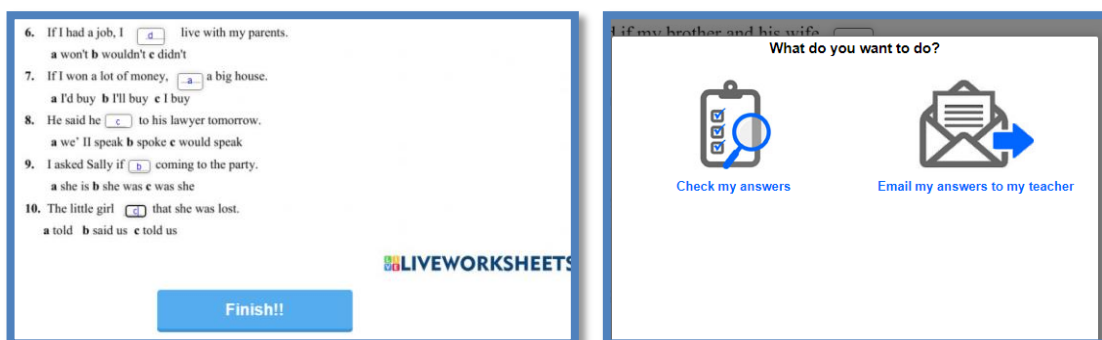 6. If I had a job, I d live with my parents.
a won't b wouldn't c didn't
7. If I won a lot of money, a a big house.
a I'd buy b I'll buy c I buy
8. He said he c to his lawyer tomorrow.
a we' II speak b spoke c would speak
9. I asked Sally if b coming to the party.
a she is b she was c was she
10. The little girl d that she was lost.
a told b said us c told us
LIVEWORKSHEETS
Finish!!
if my brother and his wife
What do you want to do?
Check my answers
Email my answers to my teacher